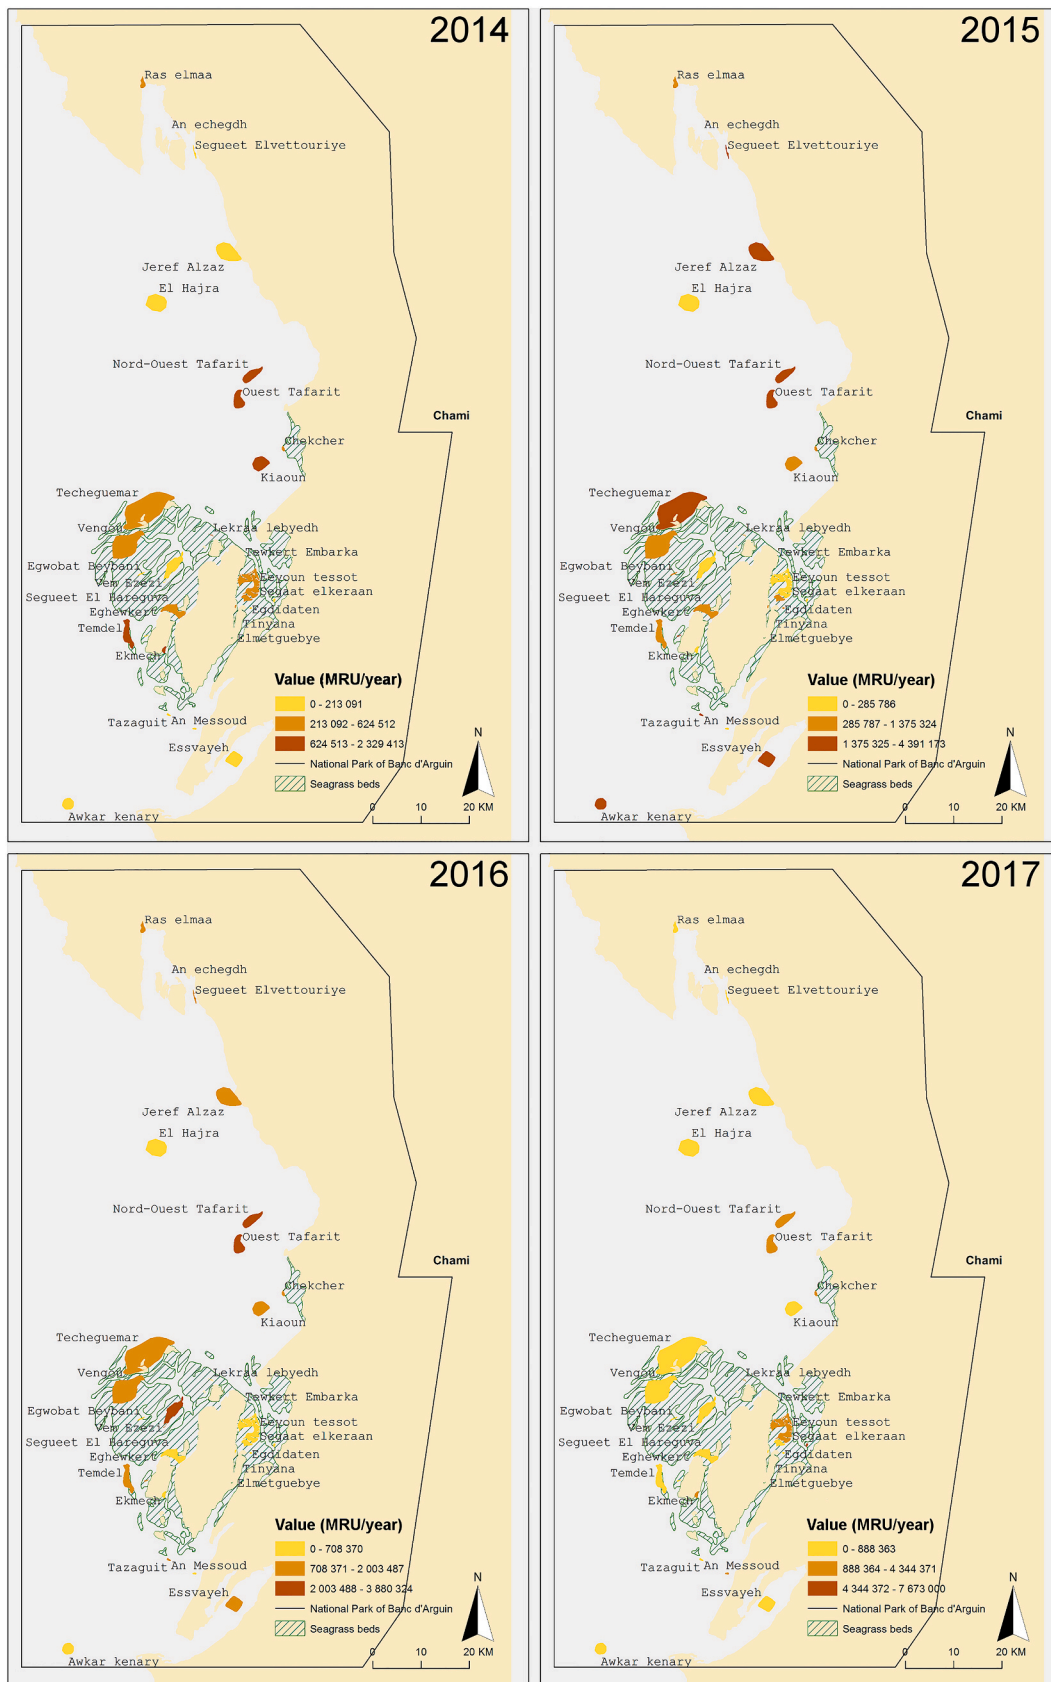 2014
Ras elmaa
An echegdh
Segueet Elvettouriye
Jeref Alzaz
El Hajra
Nord-Ouest Tafarit
Ouest Tafarit
Chami
Chekcher
Kiaoun
Techeguemar
Vengou
Lekraa lebyedh
Tewkert Embarka
Egwobat Beybani
Vem Ezezi
Eeyoun tessot
Segueet El Hareguva
Segaat elkeraan
Eghewkert
Egdidaten
Temdel
Tinyana
Elmetguebye
Ekmech
Value (MRU/year)
0 - 213 091
213 092 - 624 512
624 513 - 2 329 413
National Park of Banc d'Arguin
Seagrass beds
Tazaguit
An Messoud
Essvayeh
N
0 10 20 KM
Awkar kenary
2015
Ras elmaa
An echegdh
Segueet Elvettouriye
Jeref Alzaz
El Hajra
Nord-Ouest Tafarit
Ouest Tafarit
Chami
Chekcher
Kiaoun
Techeguemar
Vengou
Lekraa lebyedh
Tewkert Embarka
Egwobat Beybani
Vem Ezezi
Eeyoun tessot
Segueet El Hareguva
Segaat elkeraan
Eghewkert
Egdidaten
Temdel
Tinyana
Elmetguebye
Ekmech
Value (MRU/year)
0 - 285 786
285 787 - 1 375 324
1 375 325 - 4 391 173
National Park of Banc d'Arguin
Seagrass beds
Tazaguit
An Messoud
Essvayeh
N
0 10 20 KM
Awkar kenary
2016
Ras elmaa
An echegdh
Segueet Elvettouriye
Jeref Alzaz
El Hajra
Nord-Ouest Tafarit
Ouest Tafarit
Chami
Chekcher
Kiaoun
Techeguemar
Vengou
Lekraa lebyedh
Tewkert Embarka
Egwobat Beybani
Vem Ezezi
Eeyoun tessot
Segueet El Hareguva
Segaat elkeraan
Eghewkert
Egdidaten
Temdel
Tinyana
Elmetguebye
Ekmech
Value (MRU/year)
0 - 708 370
708 371 - 2 003 487
2 003 488 - 3 880 324
National Park of Banc d'Arguin
Seagrass beds
Tazaguit
An Messoud
Essvayeh
N
0 10 20 KM
Awkar kenary
2017
Ras elmaa
An echegdh
Segueet Elvettouriye
Jeref Alzaz
El Hajra
Nord-Ouest Tafarit
Ouest Tafarit
Chami
Chekcher
Kiaoun
Techeguemar
Vengou
Lekraa lebyedh
Tewkert Embarka
Egwobat Beybani
Vem Ezezi
Eeyoun tessot
Segueet El Hareguva
Segaat elkeraan
Eghewkert
Egdidaten
Temdel
Tinyana
Elmetguebye
Ekmech
Value (MRU/year)
0 - 888 363
888 364 - 4 344 371
4 344 372 - 7 673 000
National Park of Banc d'Arguin
Seagrass beds
Tazaguit
An Messoud
Essvayeh
N
0 10 20 KM
Awkar kenary